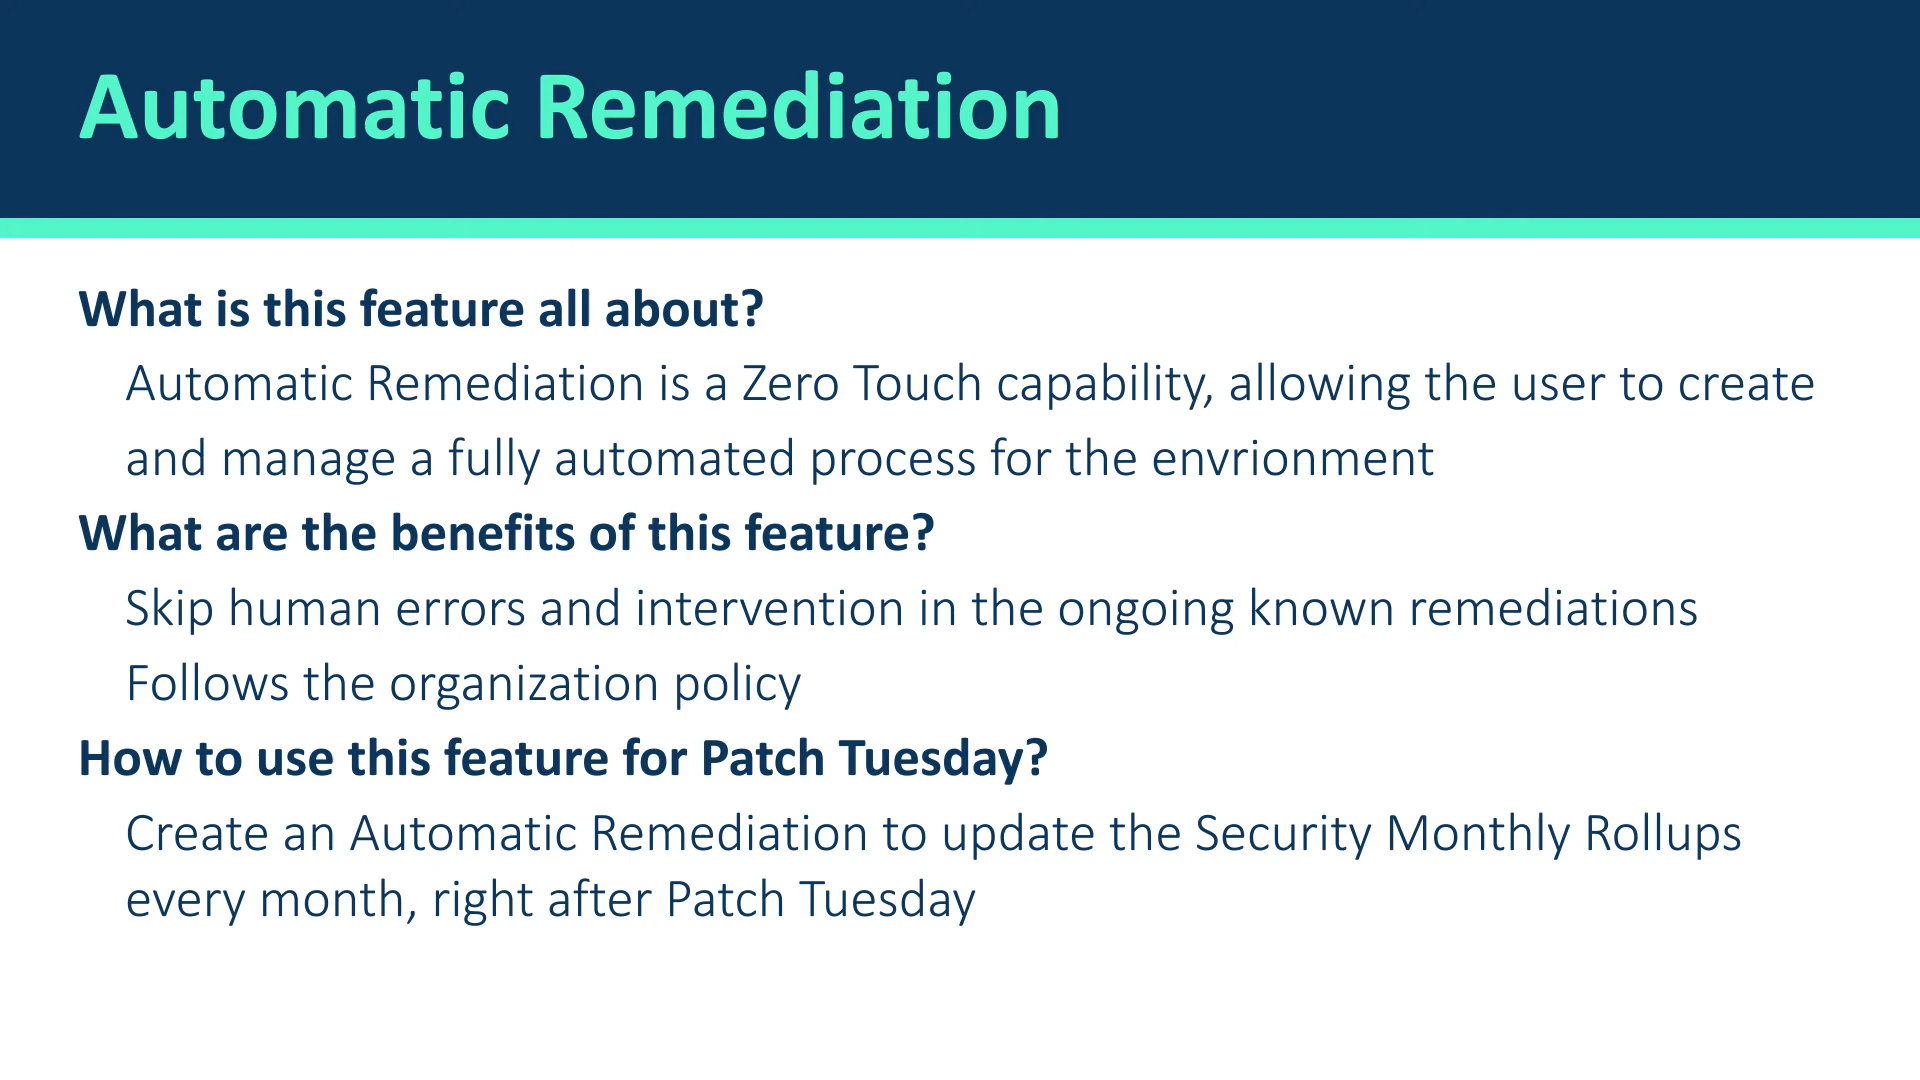 Automatic Remediation
What is this feature all about?
Automatic Remediation is a Zero Touch capability, allowing the user to create
and manage a fully automated process for the envrionment
What are the benefits of this feature?
Skip human errors and intervention in the ongoing known remediations
Follows the organization policy
How to use this feature for Patch Tuesday?
Create an Automatic Remediation to update the Security Monthly Rollups
every month, right after Patch Tuesday